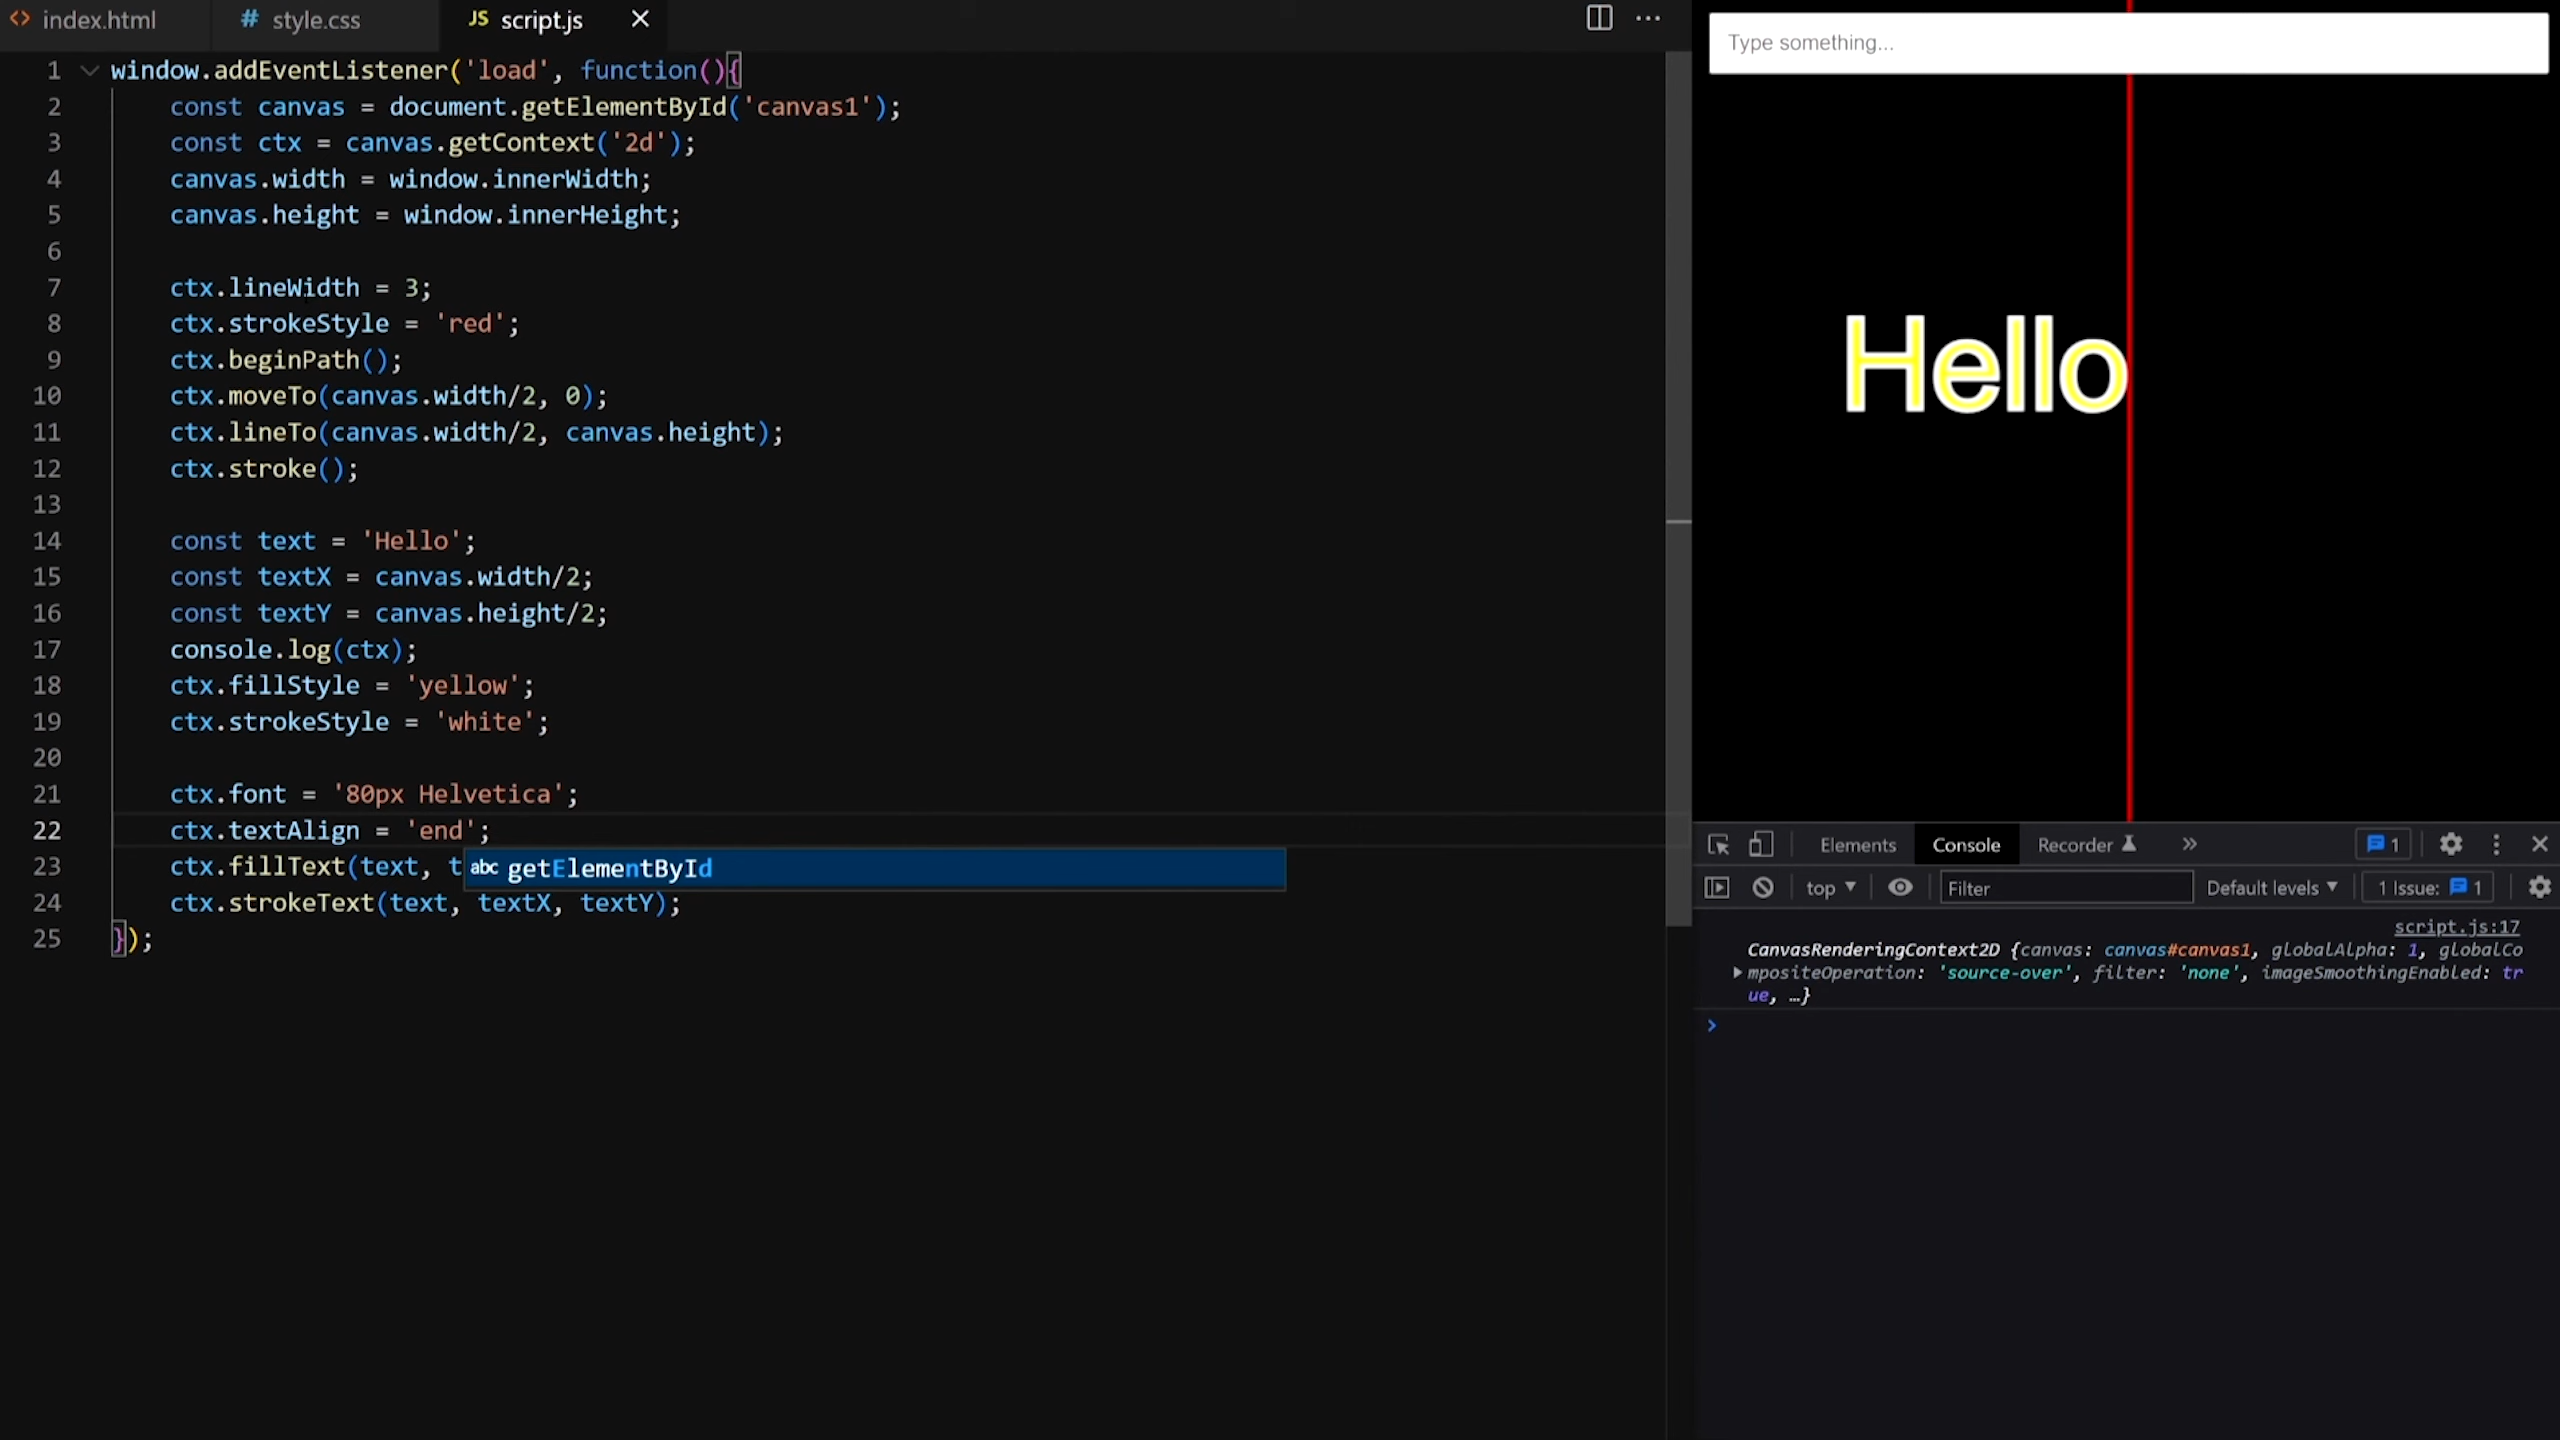 index.html
# style.css
JS script.js
1 window.addEventListener('load', function(){
2 const canvas = document.getElementById('canvas1');
3 const ctx = canvas.getContext('2d');
4 canvas.width = window.innerWidth;
5 canvas.height = window.innerHeight;
6
7 ctx.lineWidth = 3;
8 ctx.strokeStyle = 'red';
9 ctx.beginPath();
10 ctx.moveTo(canvas.width/2, 0);
11 ctx.lineTo(canvas.width/2, canvas.height);
12 ctx.stroke();
13
14 const text = 'Hello';
15 const textX = canvas.width/2;
16 const textY = canvas.height/2;
17 console.log(ctx);
18 ctx.fillStyle = 'yellow';
19 ctx.strokeStyle = 'white';
20
21 ctx.font = '80px Helvetica';
22 ctx.textAlign = 'end';
23 ctx.fillText(text, t
abc getElementById
24 ctx.strokeText(text, textX, textY);
25 });
Type something...
Hello
Elements Console Recorder 1
top Filter Default levels 1 Issue: 1
script.js:17
CanvasRenderingContext2D {canvas: canvas#canvas1, globalAlpha: 1, globalCo
mpositeOperation: 'source-over', filter: 'none', imageSmoothingEnabled: tr
ue, …}